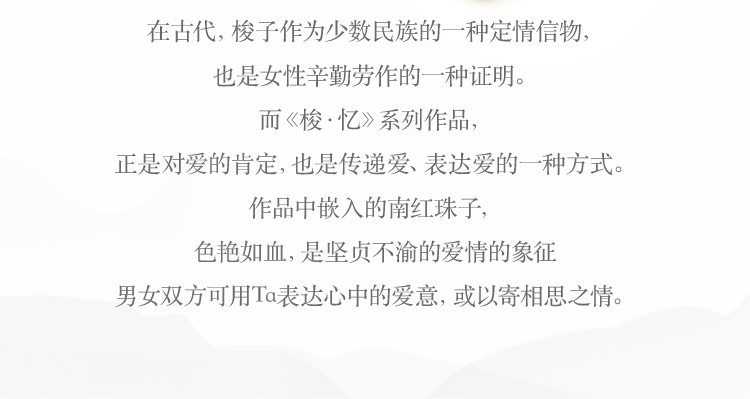 在古代, 梭子作为少数民族的一种定情信物,
也是女性辛勤劳作的一种证明。
而《梭·忆》系列作品,
正是对爱的肯定, 也是传递爱、表达爱的一种方式。
作品中嵌入的南红珠子,
色艳如血, 是坚贞不渝的爱情的象征
男女双方可用Ta表达心中的爱意, 或以寄相思之情。